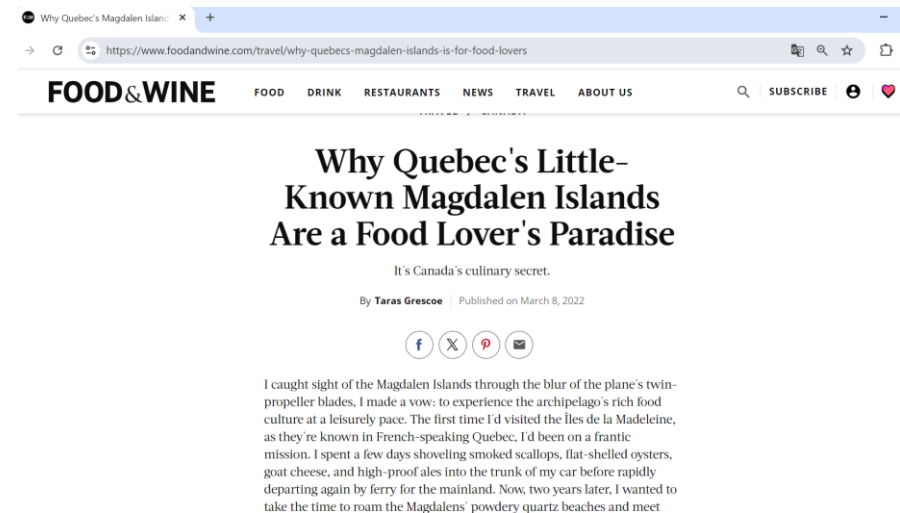 Why Quebec's Magdalen Island
https://www.foodandwine.com/travel/why-quebecs-magdalen-islands-is-for-food-lovers
FOOD&WINE
FOOD DRINK RESTAURANTS NEWS TRAVEL ABOUT US
SUBSCRIBE
Why Quebec's Little-
Known Magdalen Islands
Are a Food Lover's Paradise
It's Canada's culinary secret.
By Taras Grescoe Published on March 8, 2022
I caught sight of the Magdalen Islands through the blur of the plane's twin-
propeller blades, I made a vow: to experience the archipelago's rich food
culture at a leisurely pace. The first time I'd visited the Îles de la Madeleine,
as they're known in French-speaking Quebec, I'd been on a frantic
mission. I spent a few days shoveling smoked scallops, flat-shelled oysters,
goat cheese, and high-proof ales into the trunk of my car before rapidly
departing again by ferry for the mainland. Now, two years later, I wanted to
take the time to roam the Magdalens' powdery quartz beaches and meet